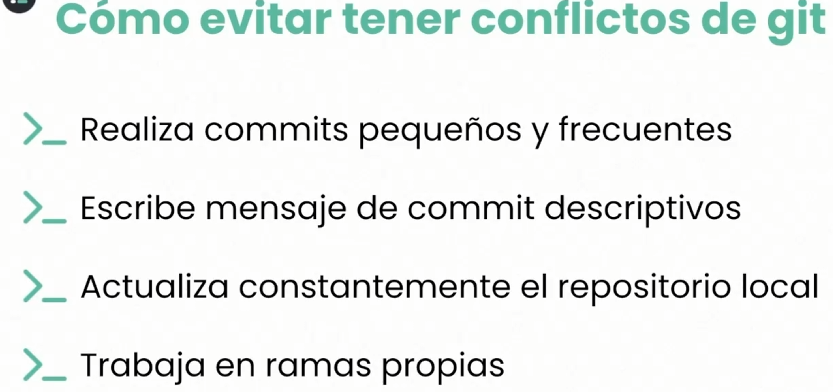 Cómo evitar tener conflictos de git
>_ Realiza commits pequeños y frecuentes
>_ Escribe mensaje de commit descriptivos
>_ Actualiza constantemente el repositorio local
>_ Trabaja en ramas propias